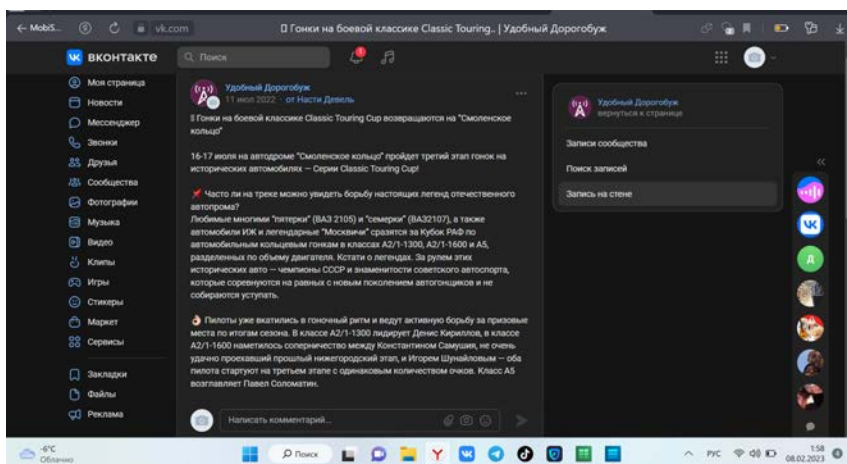 ← MobiS...
vk.com
Гонки на боевой классике Classic Touring.. | Удобный Дорогобуж
вконтакте
Поиск
Моя страница
Новости
Мессенджер
Звонки
Друзья
Сообщества
Фотографии
Музыка
Видео
Клипы
Игры
Стикеры
Маркет
Сервисы
Закладки
Файлы
Реклама
Удобный Дорогобуж
11 июл 2022 · от Насти Девель
Гонки на боевой классике Classic Touring Cup возвращаются на "Смоленское
кольцо"
16-17 июля на автодроме "Смоленское кольцо" пройдет третий этап гонок на
исторических автомобилях — Серии Classic Touring Cup!
Часто ли на треке можно увидеть борьбу настоящих легенд отечественного
автопрома?
Любимые многими "пятерки" (ВАЗ 2105) и "семерки" (ВАЗ2107), а также
автомобили ИЖ и легендарные "Москвичи" сразятся за Кубок РАФ по
автомобильным кольцевым гонкам в классах А2/1-1300, А2/1-1600 и А5,
разделенных по объему двигателя. Кстати о легендах. За рулем этих
исторических авто — чемпионы СССР и знаменитости советского автоспорта,
которые соревнуются на равных с новым поколением автогонщиков и не
собираются уступать.
Пилоты уже вкатились в гоночный ритм и ведут активную борьбу за призовые
места по итогам сезона. В классе А2/1-1300 лидирует Денис Кириллов, в классе
А2/1-1600 наметилось соперничество между Константином Самушия, не очень
удачно проехавший прошлый нижегородский этап, и Игорем Шунайловым — оба
пилота стартуют на третьем этапе с одинаковым количеством очков. Класс А5
возглавляет Павел Соломатин.
Написать комментарий...
Удобный Дорогобуж
вернуться к странице
Записи сообщества
Поиск записей
Запись на стене
Д
-6°C
Облачно
Поиск
РУС
1:58
08.02.2023